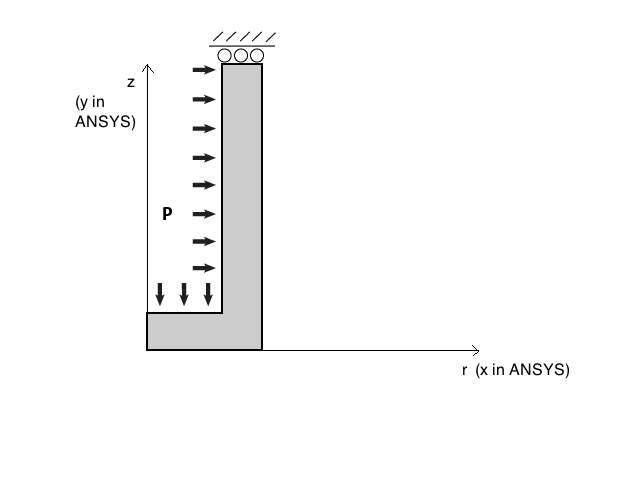 z
(y in
ANSYS)
P
r (x in ANSYS)